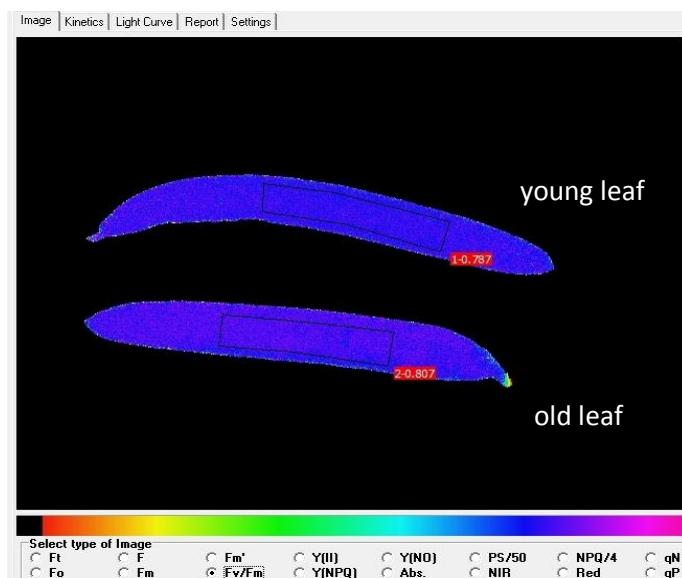 Image Kinetics Light Curve Report Settings
young leaf
1-0.787
2-0.807
old leaf
Select type of Image
Ft F Fm' Y(II) Y(NO) PS/50 NPQ/4 qN
Fo Fm Fv/Fm Y(NPQ) Abs. NIR Red qP